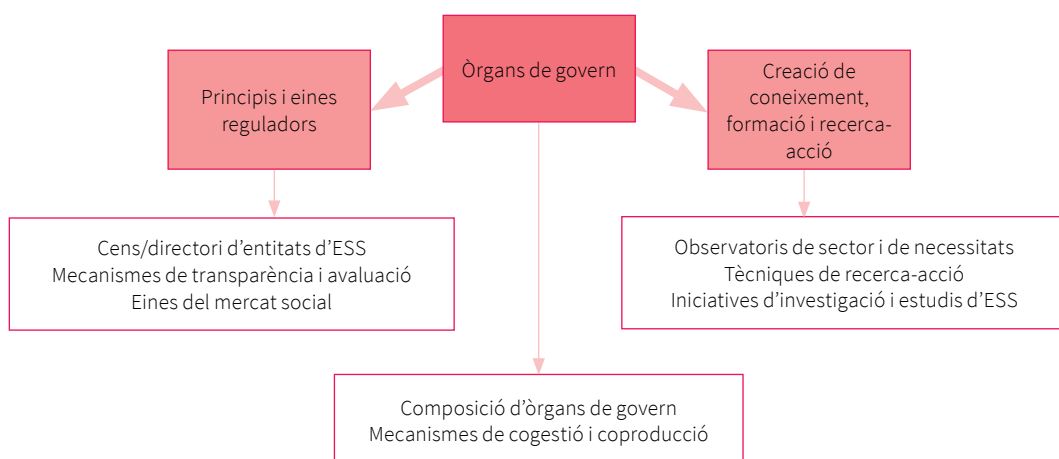 Òrgans de govern
Principis i eines
reguladors
Creació de
coneixement,
formació i recerca-
acció
Cens/directori d’entitats d’ESS
Mecanismes de transparència i avaluació
Eines del mercat social
Observatoris de sector i de necessitats
Tècniques de recerca-acció
Iniciatives d’investigació i estudis d’ESS
Composició d’òrgans de govern
Mecanismes de cogestió i coproducció